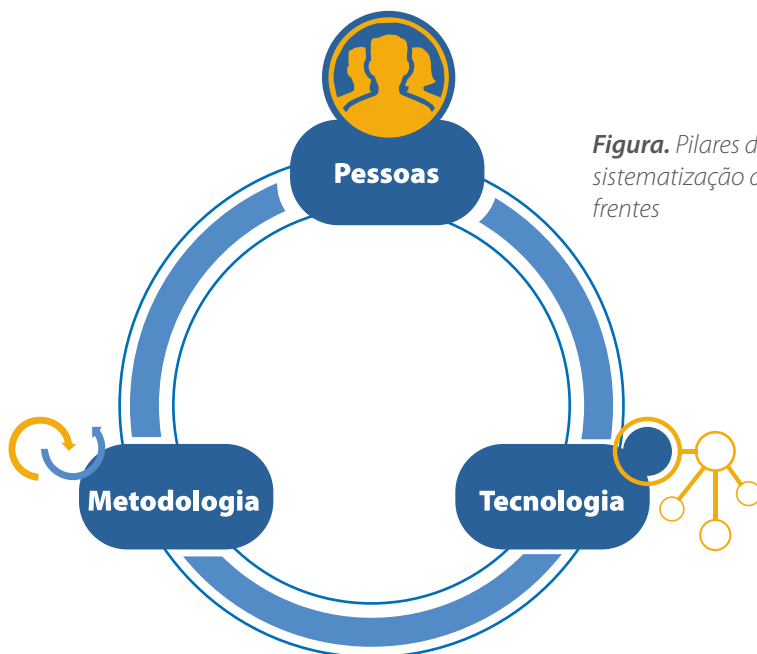 Pessoas
Figura. Pilares d
sistematização
frentes
Metodologia
Tecnologia